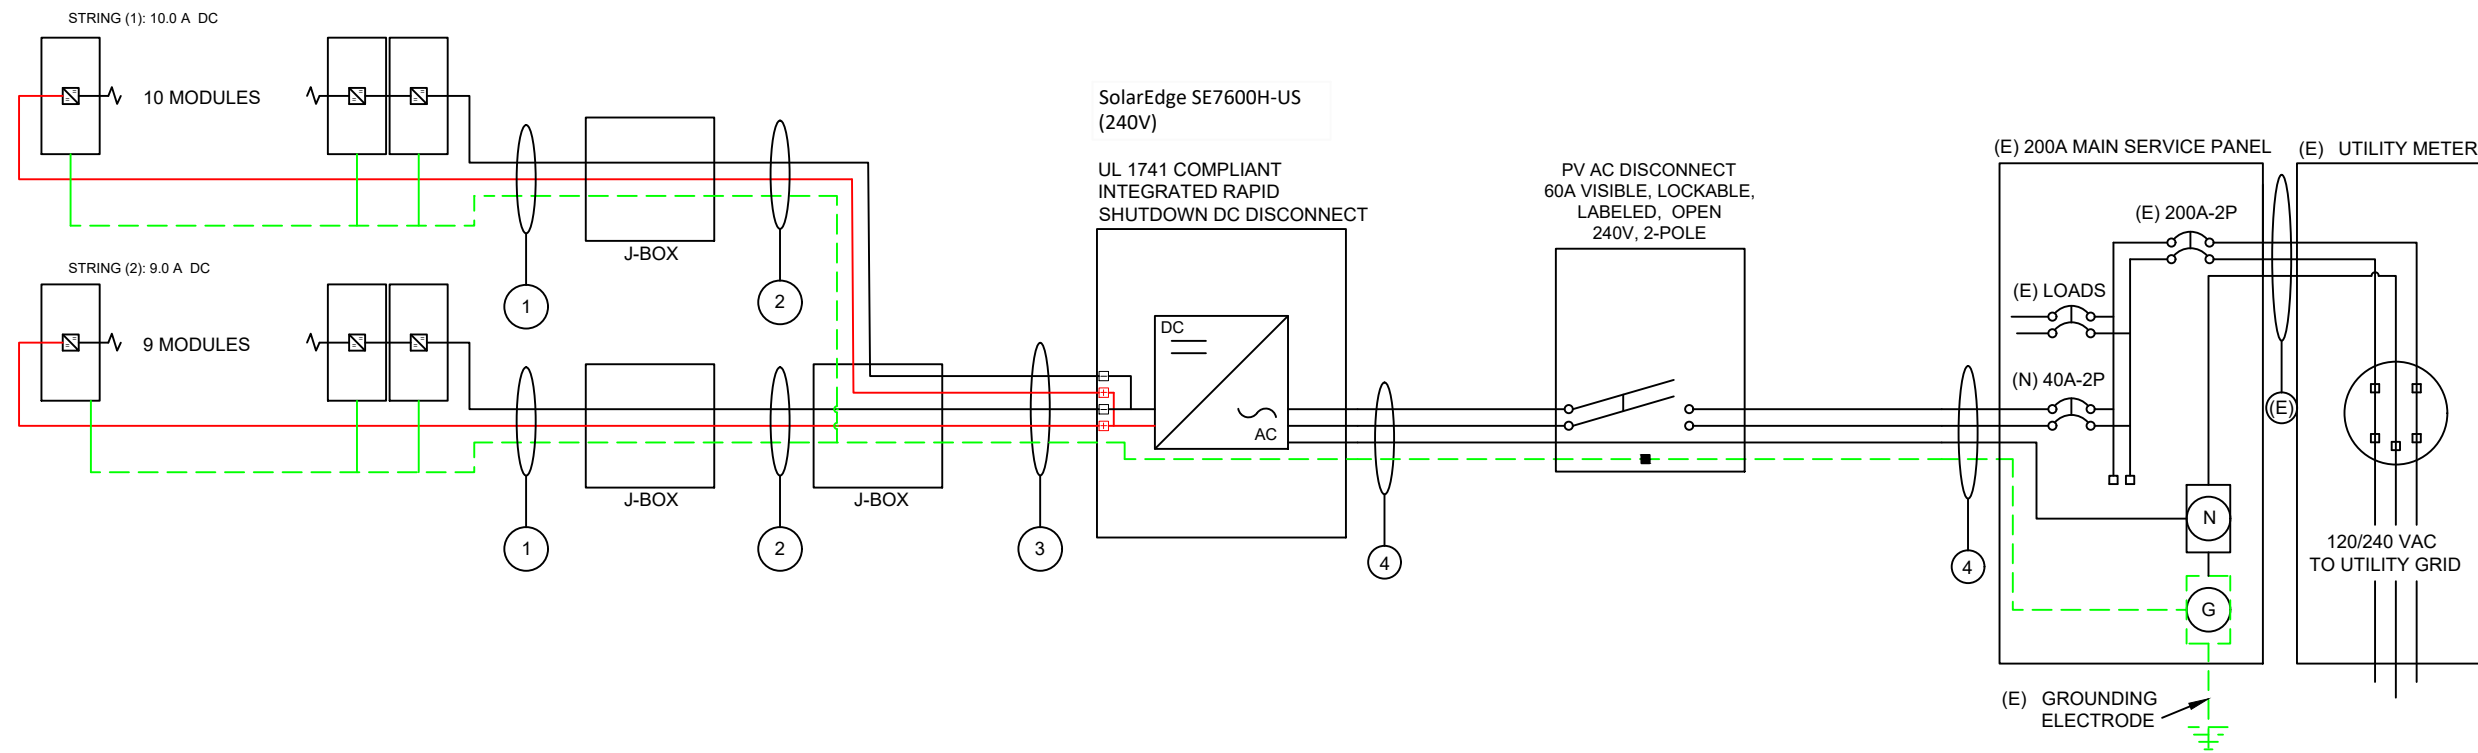 STRING (1): 10.0 A  DC
10 MODULES
STRING (2): 9.0 A  DC
9 MODULES
J-BOX
J-BOX
J-BOX
1
2
1
2
3
SolarEdge SE7600H-US
(240V)
UL 1741 COMPLIANT
INTEGRATED RAPID
SHUTDOWN DC DISCONNECT
DC
AC
4
PV AC DISCONNECT
60A VISIBLE, LOCKABLE,
LABELED,  OPEN
240V, 2-POLE
4
(E) 200A MAIN SERVICE PANEL
(E) 200A-2P
(E) LOADS
(N) 40A-2P
N
G
(E)   GROUNDING
ELECTRODE
(E)
(E)   UTILITY METER
120/240 VAC
TO UTILITY GRID